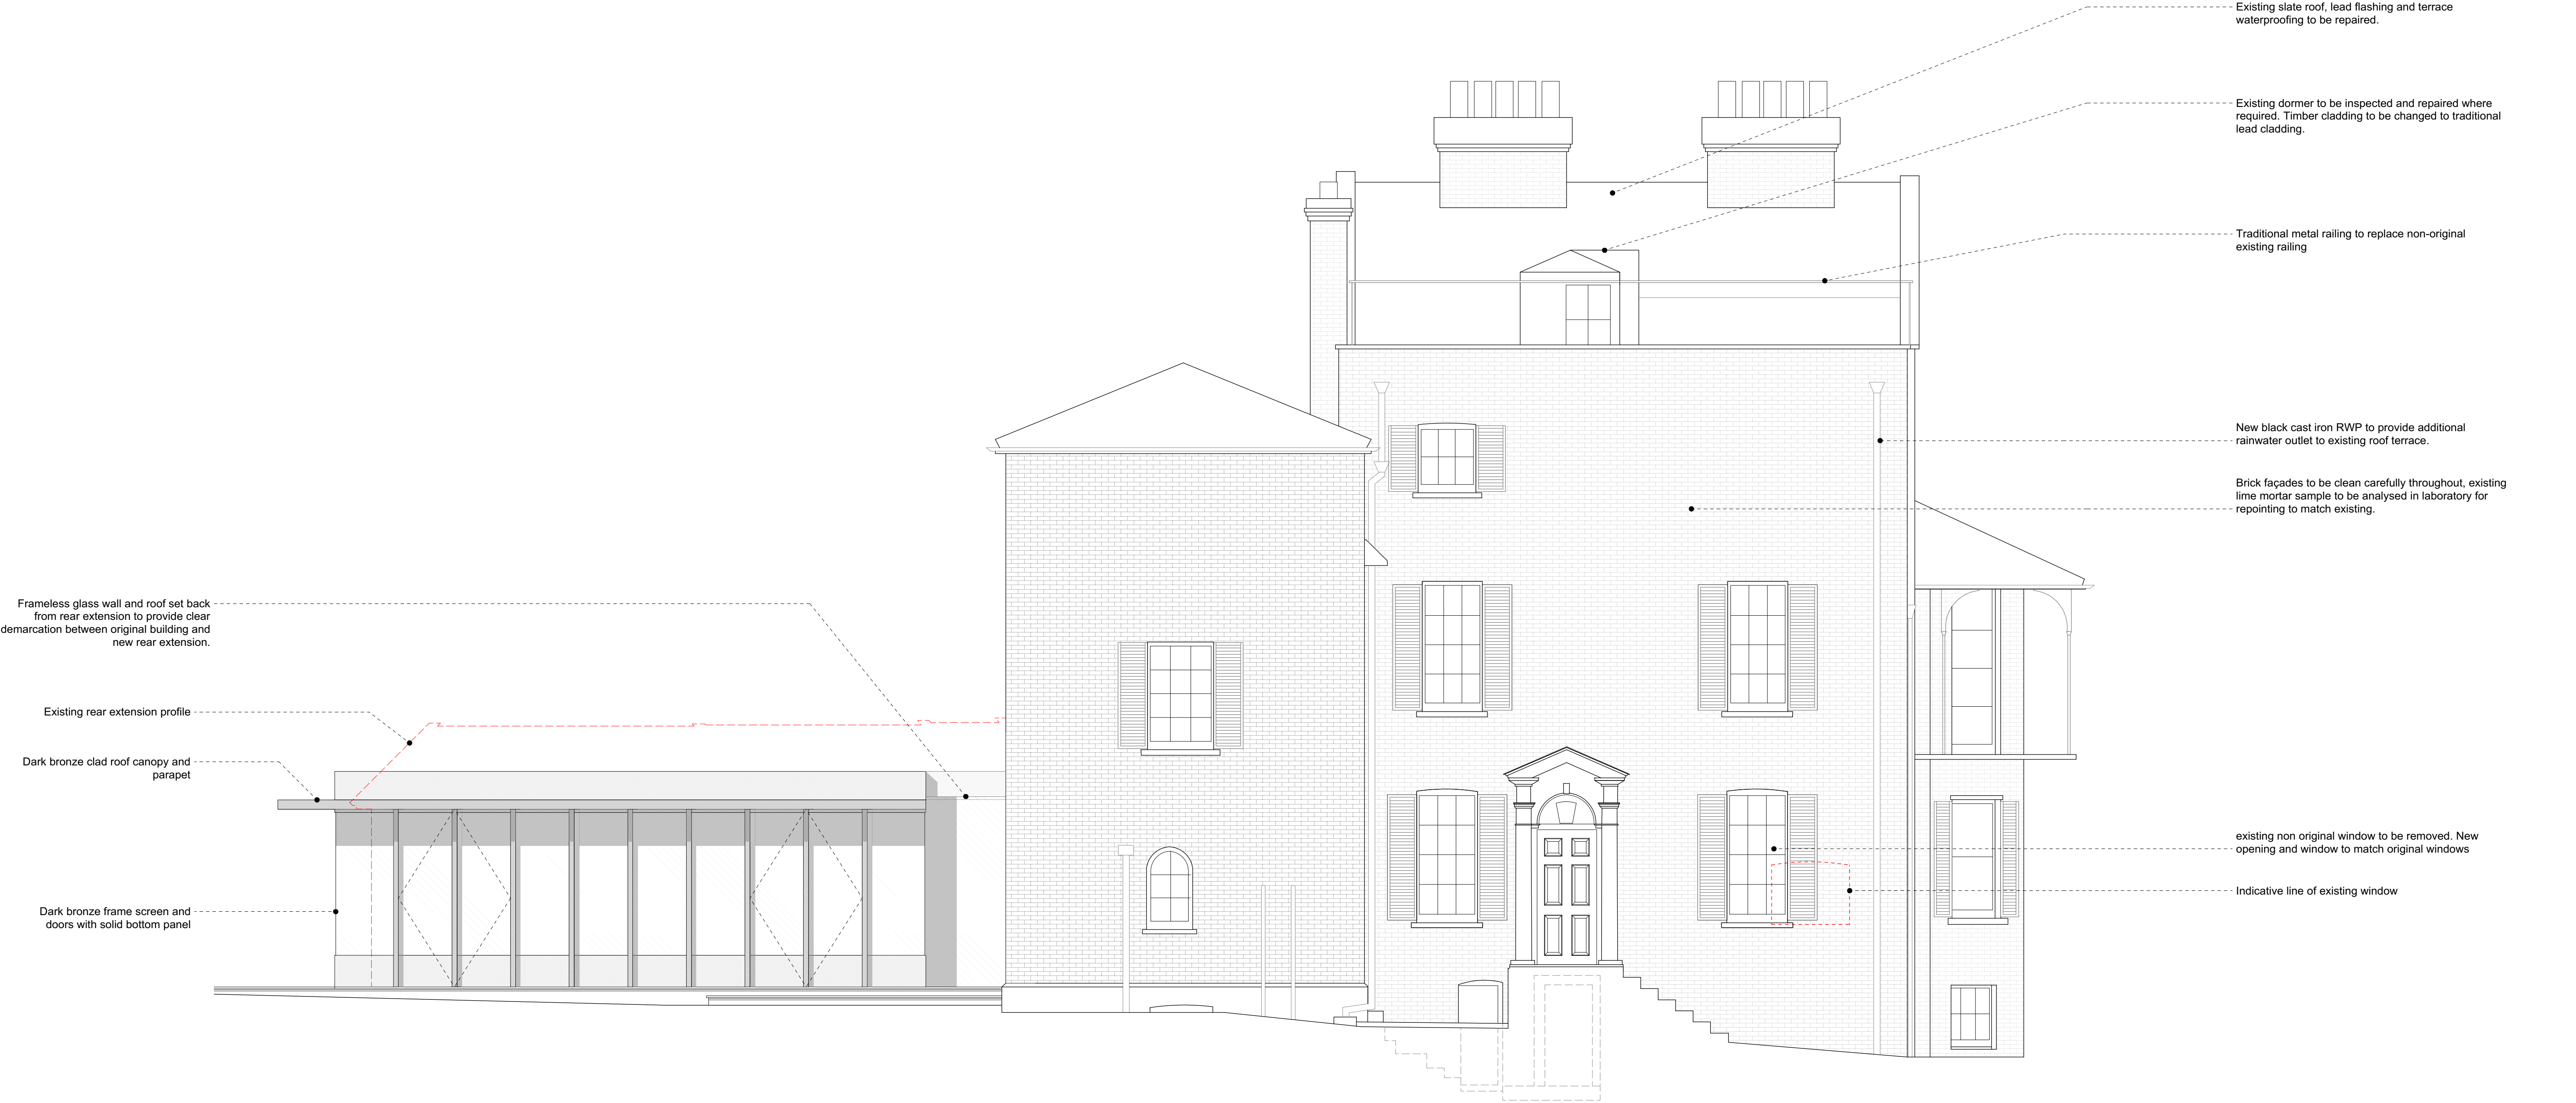 Existing slate roof, lead flashing and terrace
waterproofing to be repaired.
Existing dormer to be inspected and repaired where
required. Timber cladding to be changed to traditional
lead cladding.
Traditional metal railing to replace non-original
existing railing
New black cast iron RWP to provide additional
rainwater outlet to existing roof terrace.
Brick façades to be clean carefully throughout, existing
lime mortar sample to be analysed in laboratory for
repointing to match existing.
Frameless glass wall and roof set back
from rear extension to provide clear
demarcation between original building and
new rear extension.
Existing rear extension profile
Dark bronze clad roof canopy and
parapet
Dark bronze frame screen and
doors with solid bottom panel
existing non original window to be removed. New
opening and window to match original windows
Indicative line of existing window